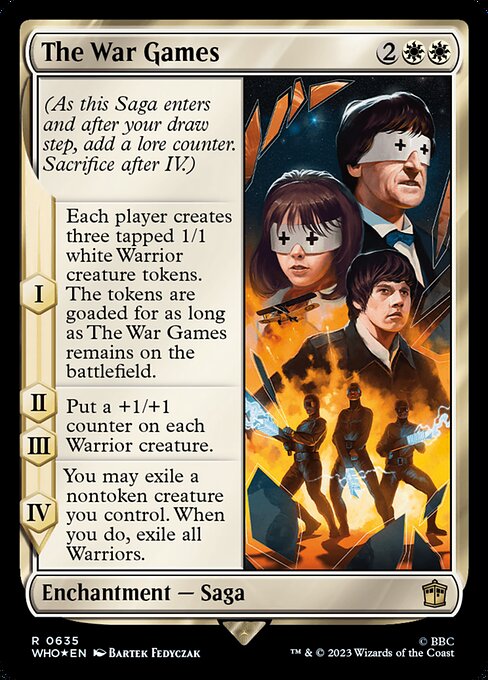 The War Games 2
(As this Saga enters
and after your draw
step, add a lore counter.
Sacrifice after IV.)
I
Each player creates
three tapped 1/1
white Warrior
creature tokens.
The tokens are
goaded for as long
as The War Games
remains on the
battlefield.
II
III
Put a +1/+1
counter on each
Warrior creature.
IV
You may exile a
nontoken creature
you control. When
you do, exile all
Warriors.
Enchantment — Saga
R 0635
WHO★EN Bartek Fedyczak
© BBC
™ & © 2023 Wizards of the Coast